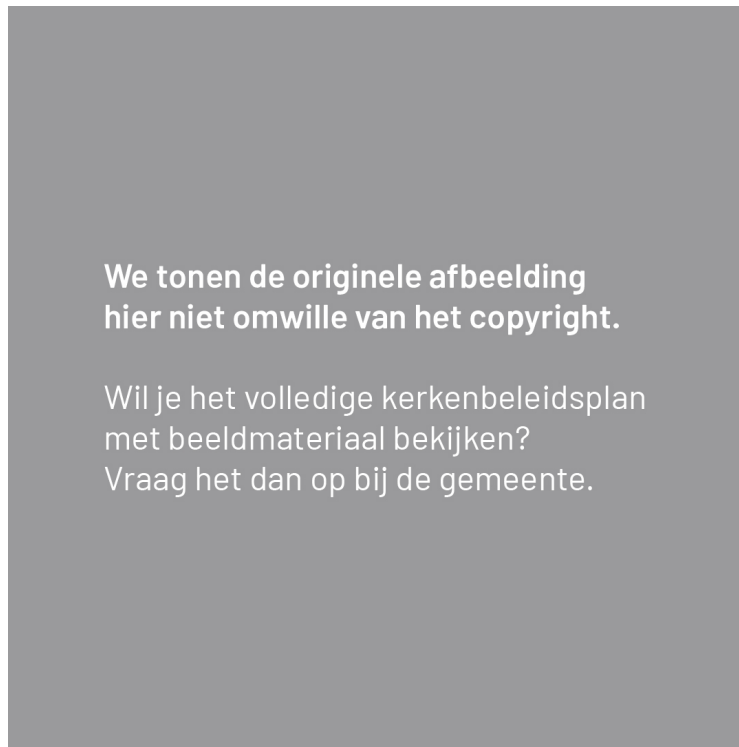 We tonen de originele afbeelding
hier niet omwille van het copyright.
Wil je het volledige kerkenbeleidsplan
met beeldmateriaal bekijken?
Vraag het dan op bij de gemeente.